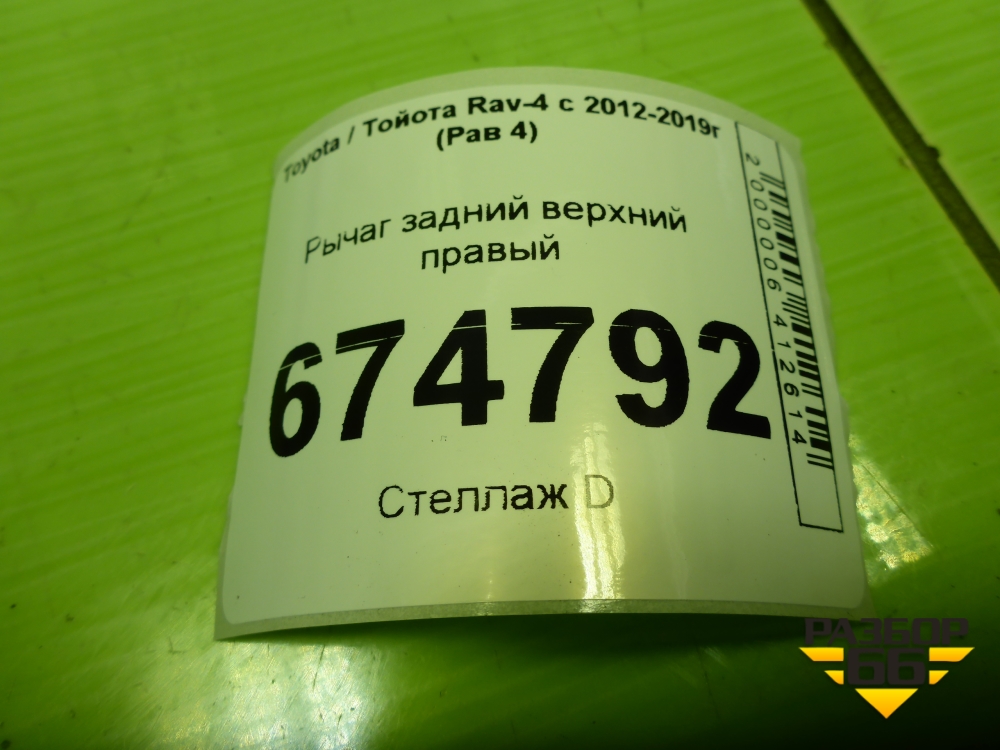 Toyota / Тойота Rav-4 с 2012-2019г
(Рав 4)
Рычаг задний верхний
правый
674792
Стеллаж D
2000006412614
РАЗБОР
66